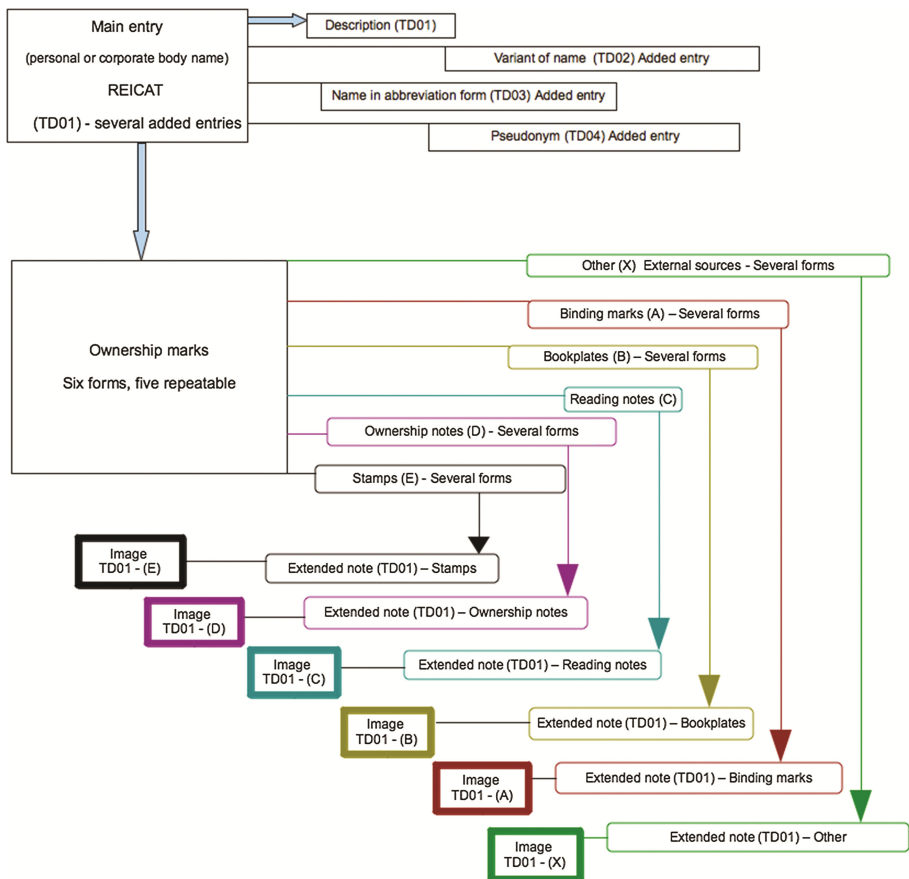 Main entry
(personal or corporate body name)
REICAT
(TD01) - several added entries
Description (TD01)
Variant of name (TD02) Added entry
Name in abbreviation form (TD03) Added entry
Pseudonym (TD04) Added entry
Ownership marks
Six forms, five repeatable
Other (X) External sources - Several forms
Binding marks (A) – Several forms
Bookplates (B) – Several forms
Reading notes (C)
Ownership notes (D) - Several forms
Stamps (E) - Several forms
Image
TD01 - (E)
Extended note (TD01) – Stamps
Image
TD01 - (D)
Extended note (TD01) – Ownership notes
Image
TD01 - (C)
Extended note (TD01) – Reading notes
Image
TD01 - (B)
Extended note (TD01) – Bookplates
Image
TD01 - (A)
Extended note (TD01) – Binding marks
Image
TD01 - (X)
Extended note (TD01) – Other